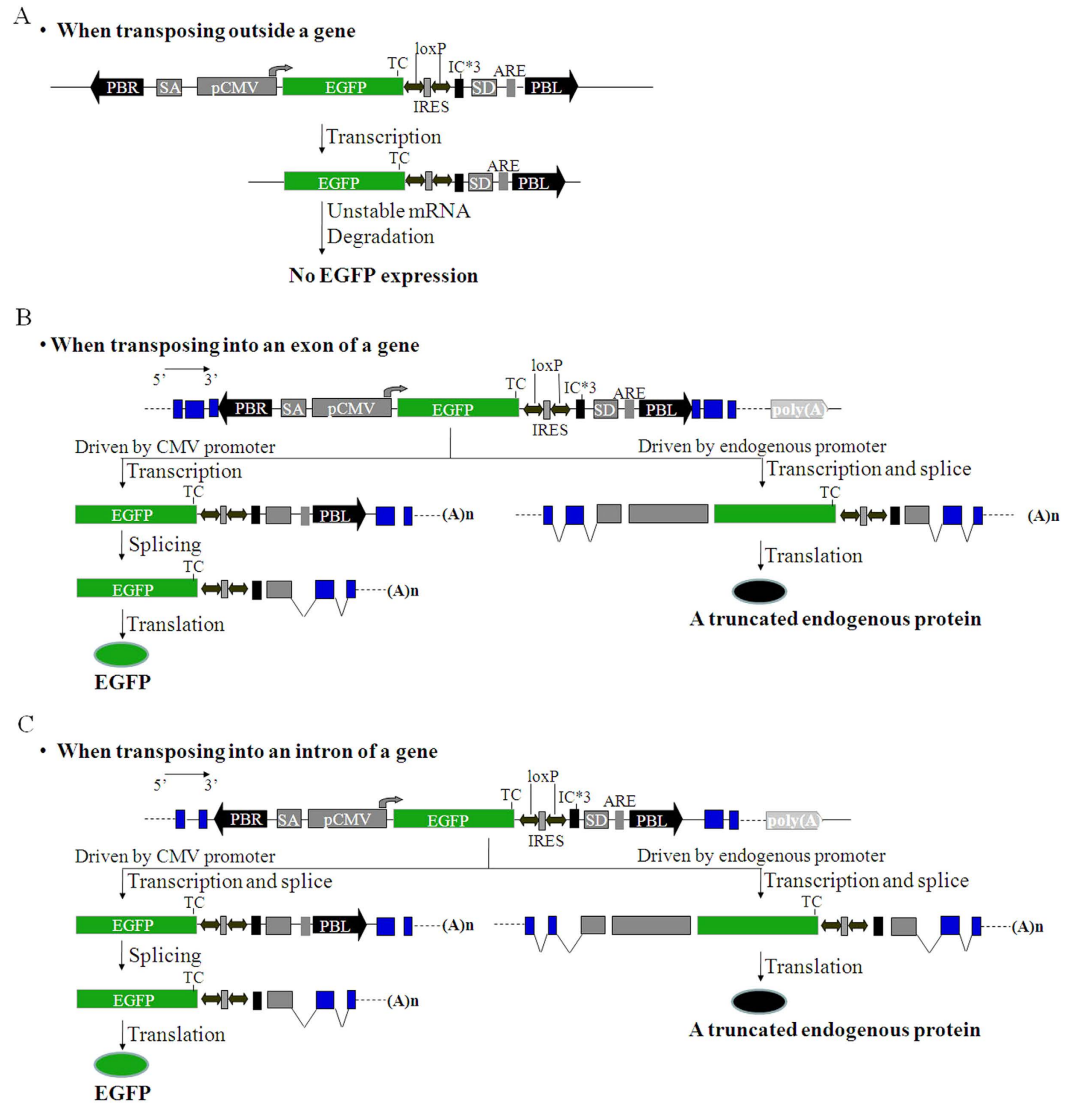 A
• When transposing outside a gene
loxP
TC IC*3 ARE
PBR SA pCMV EGFP SD PBL
IRES
Transcription
TC ARE
EGFP SD PBL
Unstable mRNA
Degradation
No EGFP expression
B
• When transposing into an exon of a gene
5’ 3’ loxP
TC IC*3 ARE
PBR SA pCMV EGFP SD PBL poly(A)
IRES
Driven by CMV promoter Driven by endogenous promoter
Transcription Transcription and splice
TC TC
EGFP PBL (A)n (A)n
Splicing Translation
TC
EGFP (A)n
A truncated endogenous protein
Translation
EGFP
C
• When transposing into an intron of a gene
5’ 3’ loxP
TC IC*3 ARE
PBR SA pCMV EGFP SD PBL poly(A)
IRES
Driven by CMV promoter Driven by endogenous promoter
Transcription and splice Transcription and splice
TC TC
EGFP PBL (A)n (A)n
Splicing Translation
TC
EGFP (A)n
A truncated endogenous protein
Translation
EGFP